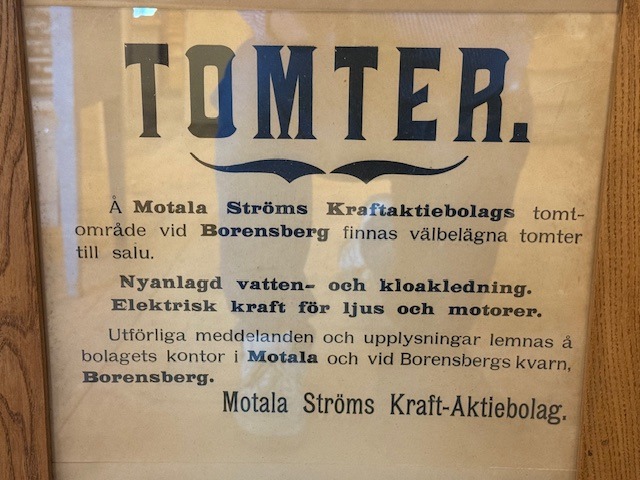 TOMTER.
Å Motala Ströms Kraftaktiebolags tomt-
område vid Borensberg finnas välbelägna tomter
till salu.
Nyanlagd vatten- och kloakledning.
Elektrisk kraft för ljus och motorer.
Utförliga meddelanden och upplysningar lemnas å
bolagets kontor i Motala och vid Borensbergs kvarn,
Borensberg.
Motala Ströms Kraft-Aktiebolag.